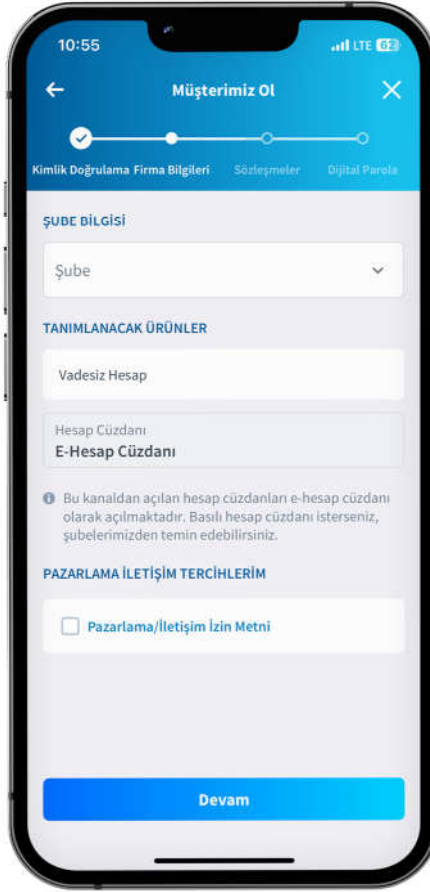 10:55
LTE 62
Müşterimiz Ol
Kimlik Doğrulama Firma Bilgileri Sözleşmeler Dijital Parola
ŞUBE BİLGİSİ
Şube
TANIMLANACAK ÜRÜNLER
Vadesiz Hesap
Hesap Cüzdanı
E-Hesap Cüzdanı
Bu kanaldan açılan hesap cüzdanları e-hesap cüzdanı
olarak açılmaktadır. Basılı hesap cüzdanı isterseniz,
şubelerimizden temin edebilirsiniz.
PAZARLAMA İLETİŞİM TERCİHLERİM
Pazarlama/İletişim İzin Metni
Devam